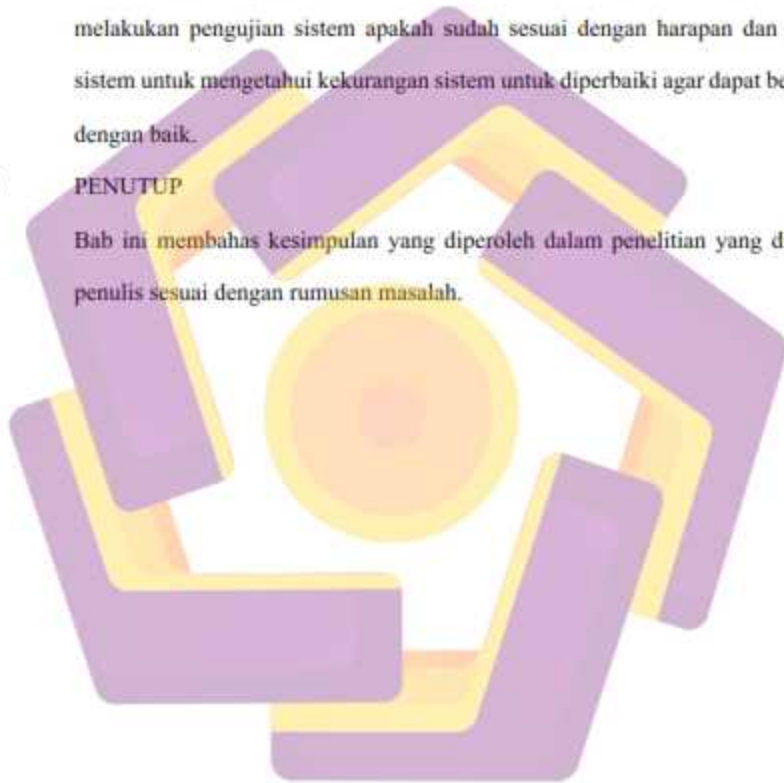 melakukan pengujian sistem apakah sudah sesuai dengan harapan dan
sistem untuk mengetahui kekurangan sistem untuk diperbaiki agar dapat be
dengan baik.
PENUTUP
Bab ini membahas kesimpulan yang diperoleh dalam penelitian yang d
penulis sesuai dengan rumusan masalah.